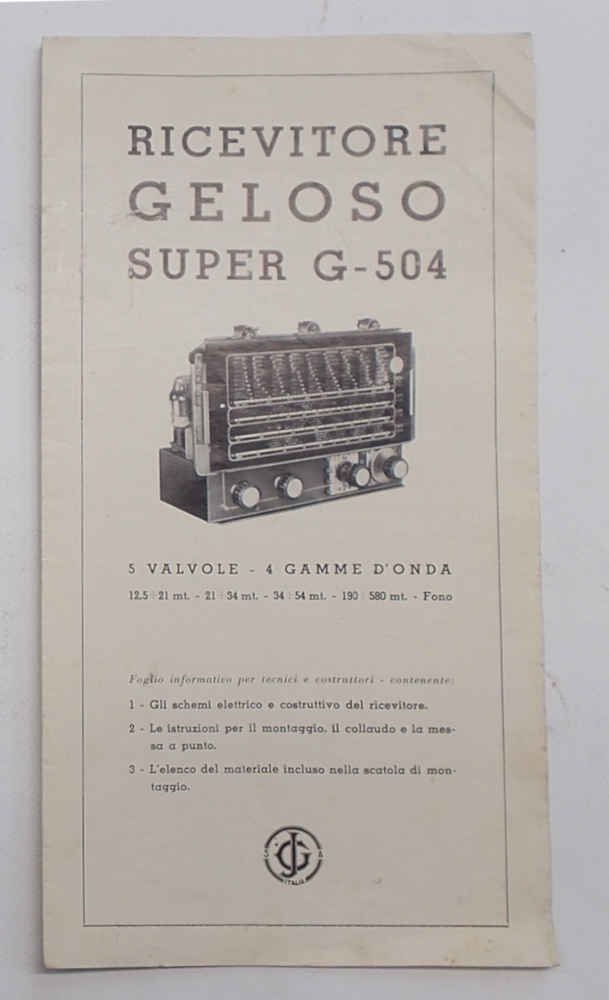 RICEVITORE
GELOSO
SUPER G-504
5 VALVOLE - 4 GAMME D'ONDA
12,5÷21 mt. - 21÷34 mt. - 34÷54 mt. - 190÷580 mt. - Fono
Foglio informativo per tecnici e costruttori - contenente:
1 - Gli schemi elettrico e costruttivo del ricevitore.
2 - Le istruzioni per il montaggio, il collaudo e la mes-
sa a punto.
3 - L'elenco del materiale incluso nella scatola di mon-
taggio.
S JG A
ITALIA